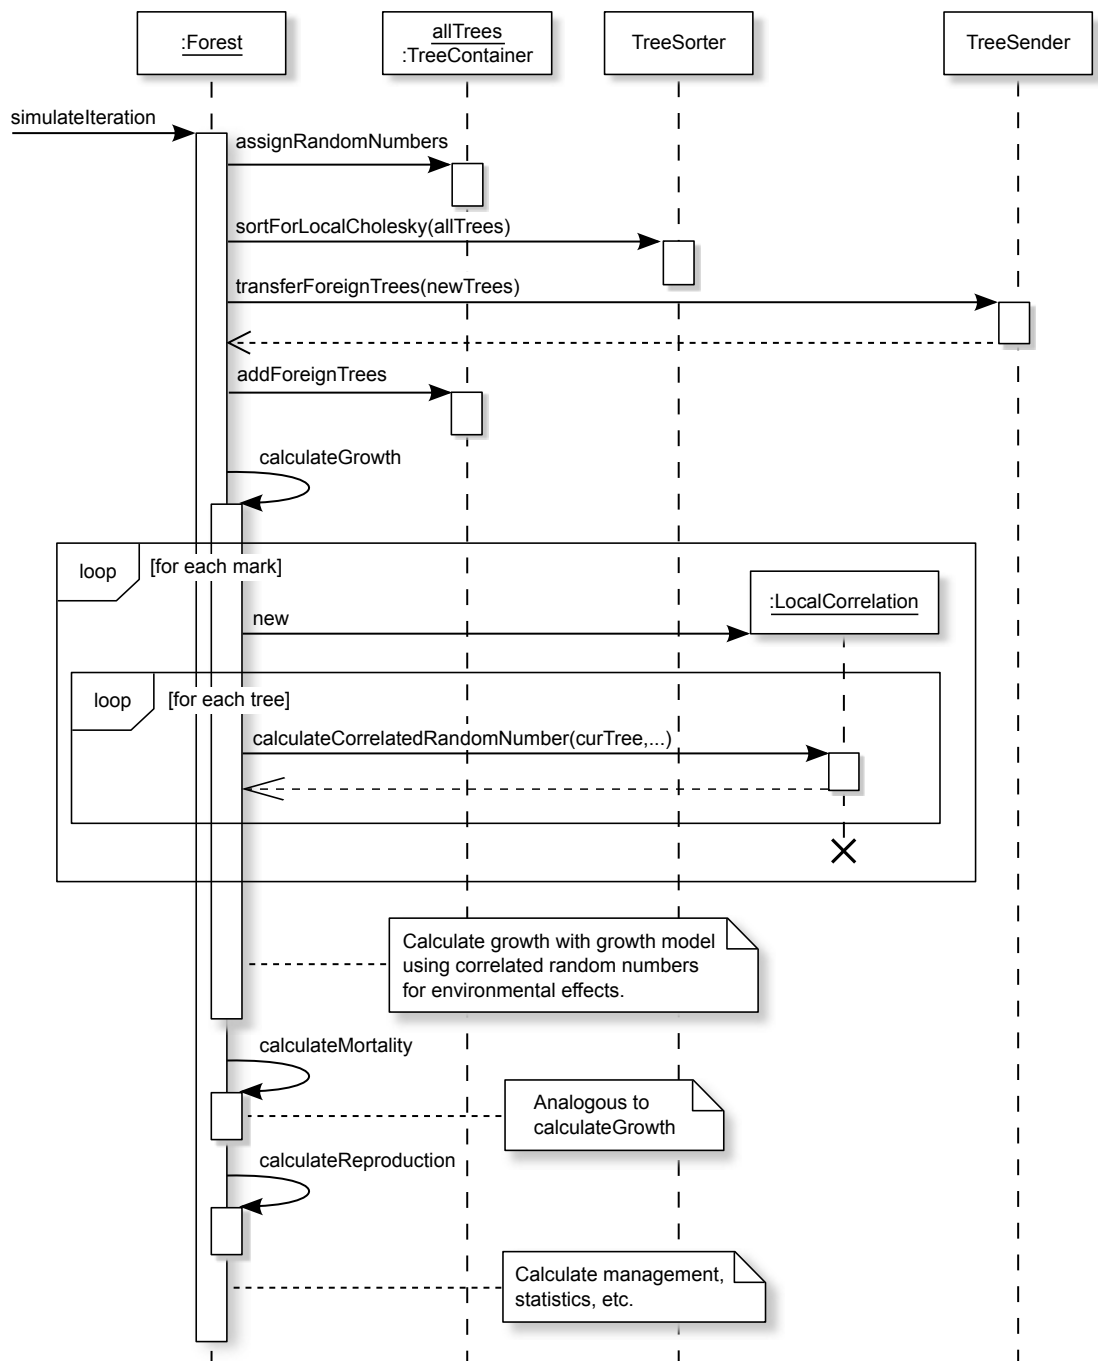 :Forest
allTrees
:TreeContainer
TreeSorter
TreeSender
simulateIteration
assignRandomNumbers
sortForLocalCholesky(allTrees)
transferForeignTrees(newTrees)
addForeignTrees
calculateGrowth
loop
[for each mark]
:LocalCorrelation
new
loop
[for each tree]
calculateCorrelatedRandomNumber(curTree,...)
Calculate growth with growth model
using correlated random numbers
for environmental effects.
calculateMortality
Analogous to
calculateGrowth
calculateReproduction
Calculate management,
statistics, etc.